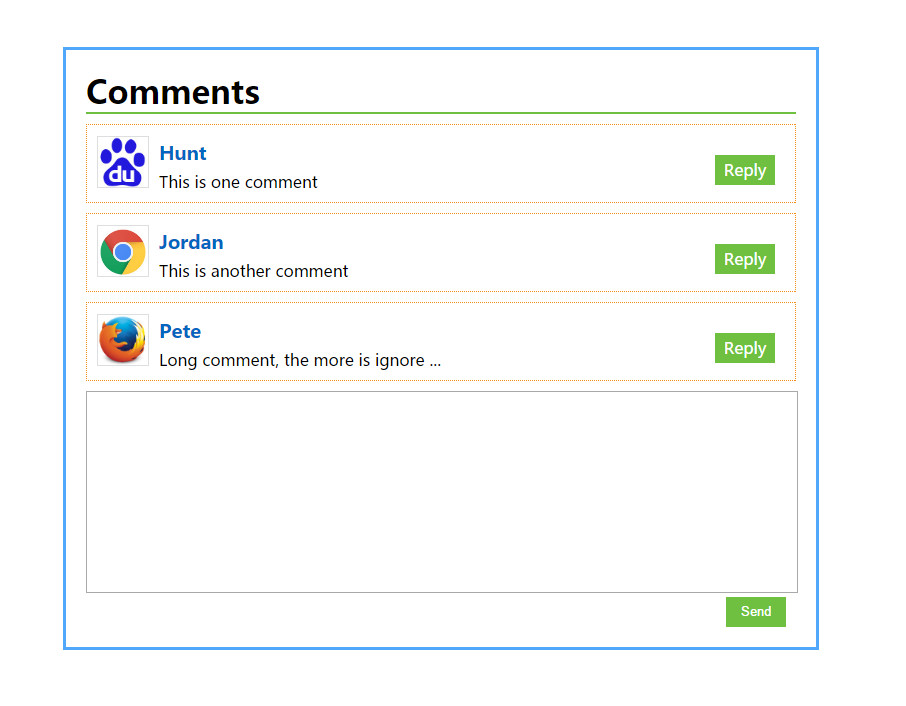 Comments
du
Hunt
This is one comment
Reply
Jordan
This is another comment
Reply
Pete
Long comment, the more is ignore ...
Reply
Send